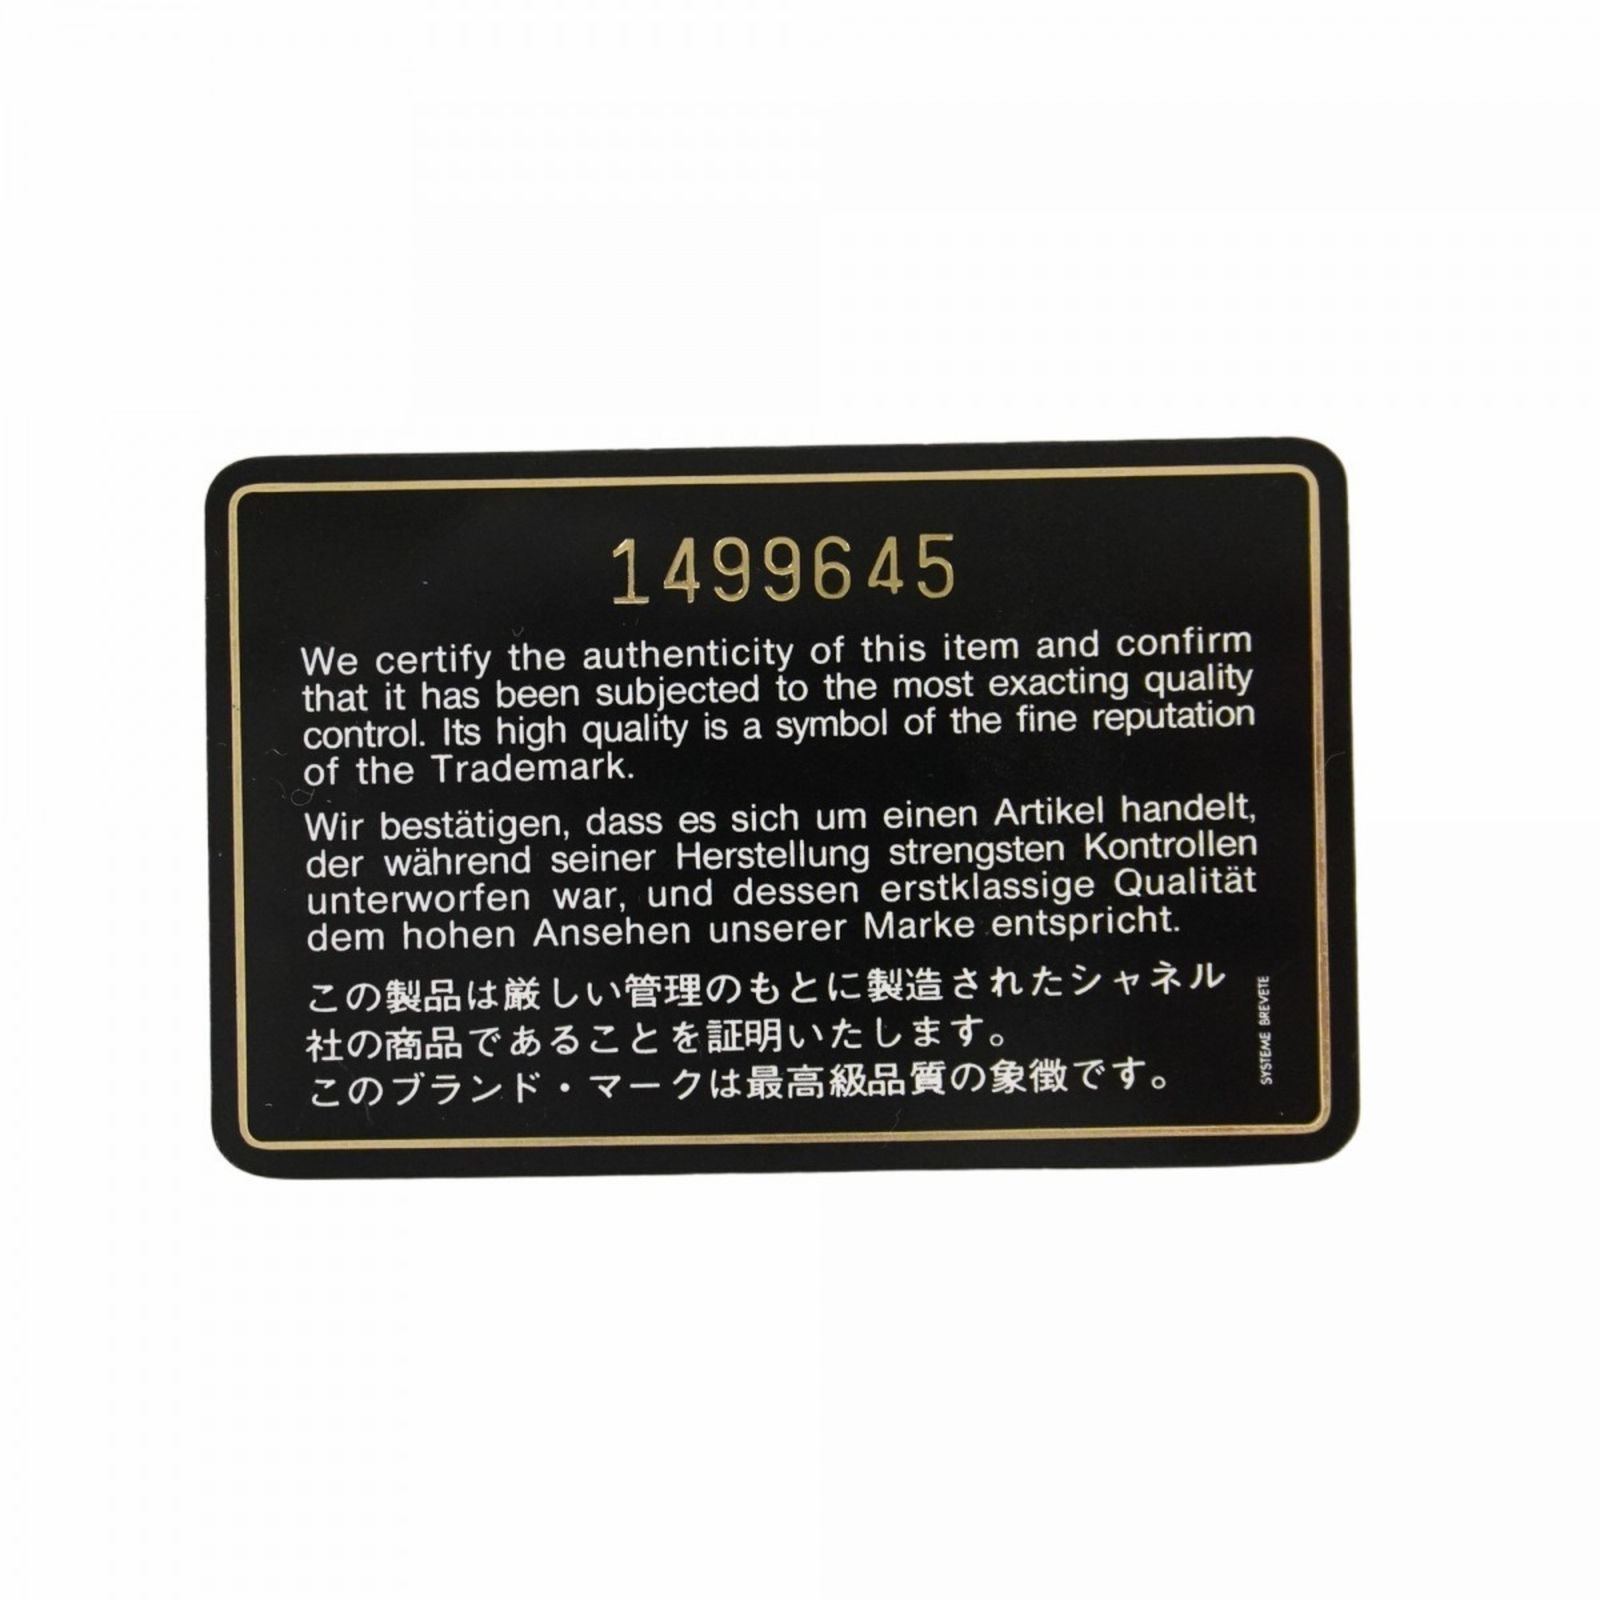 1499645
We certify the authenticity of this item and confirm
that it has been subjected to the most exacting quality
control. Its high quality is a symbol of the fine reputation
of the Trademark.
Wir bestätigen, dass es sich um einen Artikel handelt,
der während seiner Herstellung strengsten Kontrollen
unterworfen war, und dessen erstklassige Qualität
dem hohen Ansehen unserer Marke entspricht.
この製品は厳しい管理のもとに製造されたシャネル
社の商品であることを証明いたします。
このブランド・マークは最高級品質の象徴です。
SYSTEME BREVETE